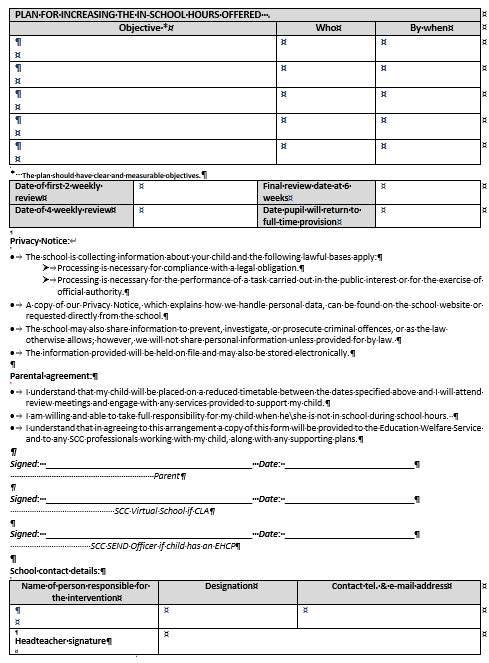 PLAN FOR INCREASING THE IN-SCHOOL HOURS OFFERED
Objective * Who By when
* The plan should have clear and measurable objectives.
Date of first 2 weekly review Final review date at 6 weeks
Date of 4 weekly review Date pupil will return to full time provision
Privacy Notice:
The school is collecting information about your child and the following lawful bases apply:
Processing is necessary for compliance with a legal obligation.
Processing is necessary for the performance of a task carried out in the public interest or for the exercise of
official authority.
A copy of our Privacy Notice, which explains how we handle personal data, can be found on the school website or
requested directly from the school.
The school may also share information to prevent, investigate, or prosecute criminal offences, or as the law
otherwise allows; however, we will not share personal information unless provided for by law.
The information provided will be held on file and may also be stored electronically.
Parental agreement:
I understand that my child will be placed on a reduced timetable between the dates specified above and I will attend
review meetings and engage with any services provided to support my child.
I am willing and able to take full responsibility for my child when he\she is not in school during school hours.
I understand that in agreeing to this arrangement a copy of this form will be provided to the Education Welfare Service
and to any SCC professionals working with my child, along with any supporting plans.
Signed: Date:
Parent
Signed: Date:
SCC Virtual School if CLA
Signed: Date:
SCC SEND Officer if child has an EHCP
School contact details:
Name of person responsible for the intervention Designation Contact tel. & e-mail address
Headteacher signature